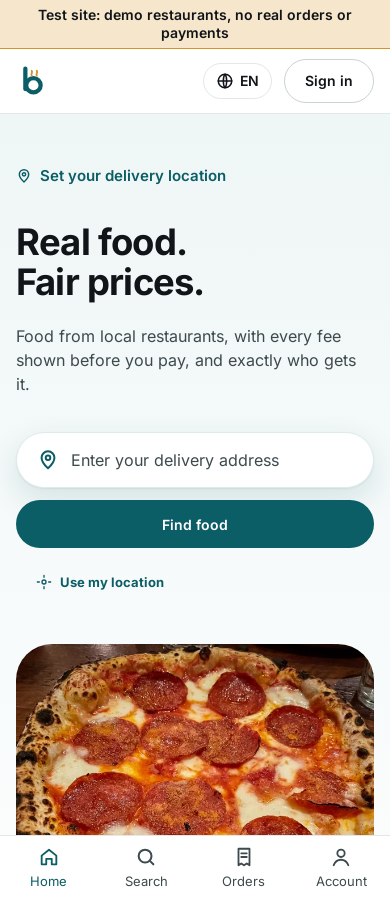 Test site: demo restaurants, no real orders or
payments
b
EN
Sign in
Set your delivery location
Real food.
Fair prices.
Food from local restaurants, with every fee
shown before you pay, and exactly who gets
it.
Enter your delivery address
Find food
Use my location
Home
Search
Orders
Account